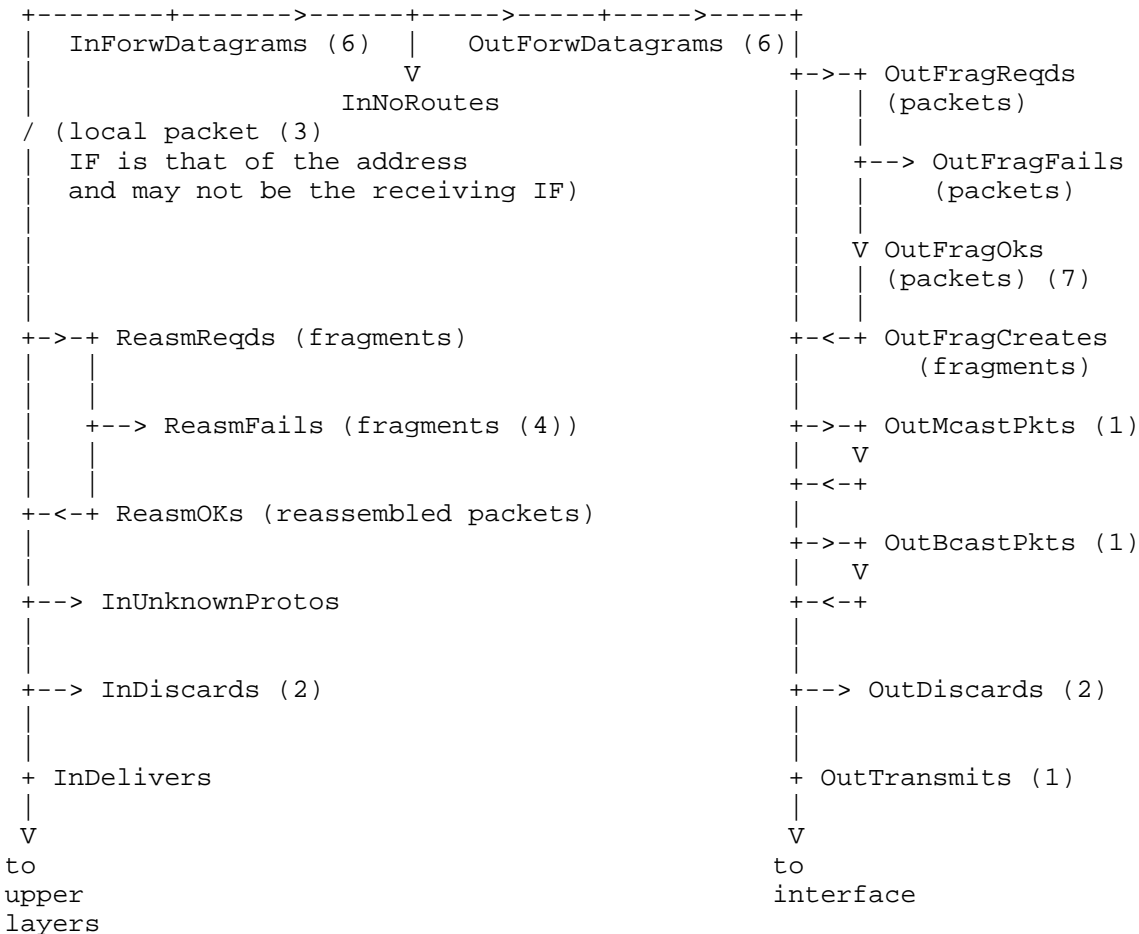 +--------+------->------+----->-----+----->-----+
| InForwDatagrams (6) | OutForwDatagrams (6)|
| V +->-+ OutFragReqds
| InNoRoutes | | (packets)
/ (local packet (3) | |
| IF is that of the address | +--> OutFragFails
| and may not be the receiving IF) | | (packets)
| | |
| | V OutFragOks
| | | (packets) (7)
| | |
+->-+ ReasmReqds (fragments) +-<-+ OutFragCreates
| | | (fragments)
| | |
| +--> ReasmFails (fragments (4)) +->-+ OutMcastPkts (1)
| | | V
| | +-<-+
+-<-+ ReasmOKs (reassembled packets) |
| +->-+ OutBcastPkts (1)
| | V
+--> InUnknownProtos +-<-+
| |
| |
+--> InDiscards (2) +--> OutDiscards (2)
| |
| |
+ InDelivers + OutTransmits (1)
| |
V V
to to
upper interface
layers